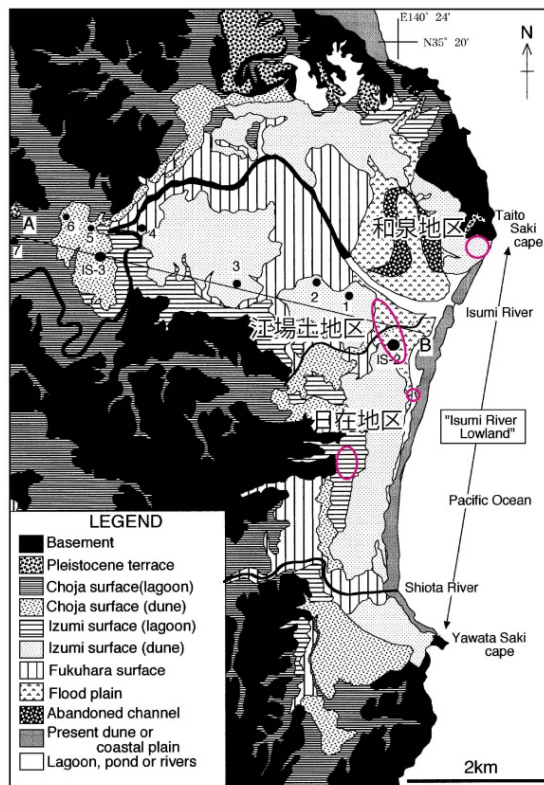 E140° 24'
N35° 20'
N
和泉地区
Taito
Saki
cape
A
6
5
4
7
IS-3
3
2
1
Isumi River
江場土地区
B
IS-2
日在地区
"Isumi River
Lowland"
Pacific Ocean
Shiota River
Yawata Saki
cape
LEGEND
Basement
Pleistocene terrace
Choja surface(lagoon)
Choja surface (dune)
Izumi surface (lagoon)
Izumi surface (dune)
Fukuhara surface
Flood plain
Abandoned channel
Present dune or
coastal plain
Lagoon, pond or rivers
2km